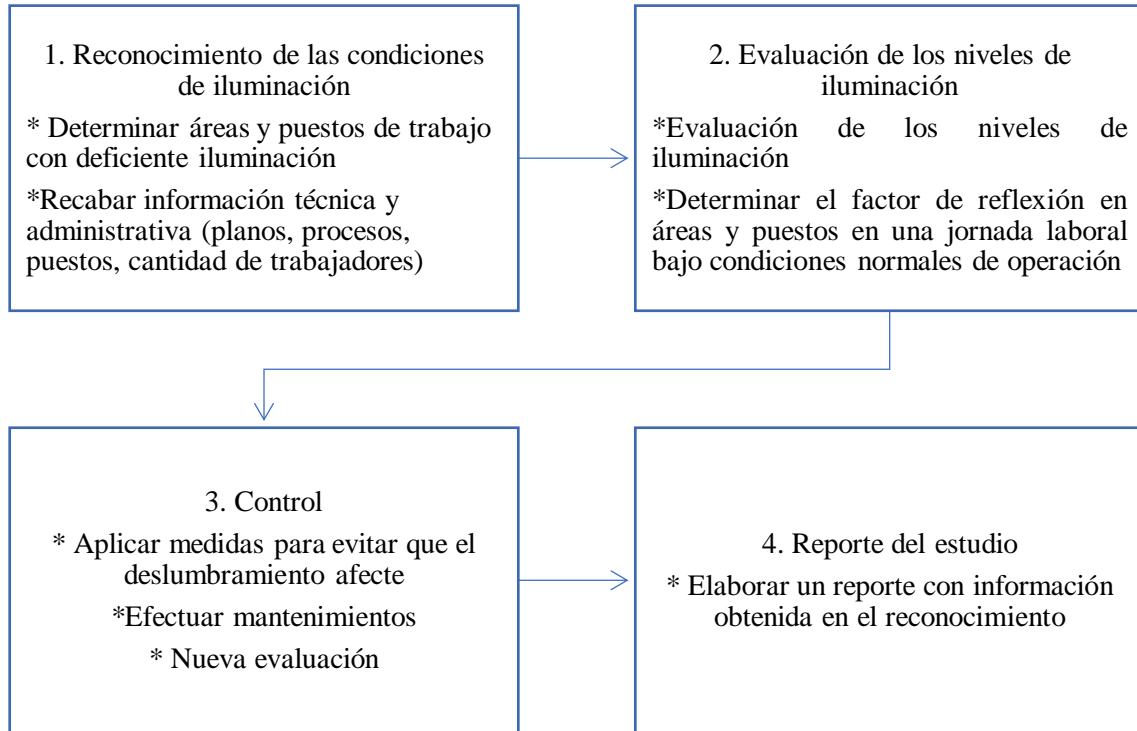 1. Reconocimiento de las condiciones
de iluminación
* Determinar áreas y puestos de trabajo
con deficiente iluminación
*Recabar información técnica y
administrativa (planos, procesos,
puestos, cantidad de trabajadores)
2. Evaluación de los niveles de
iluminación
*Evaluación de los niveles de
iluminación
*Determinar el factor de reflexión en
áreas y puestos en una jornada laboral
bajo condiciones normales de operación
3. Control
* Aplicar medidas para evitar que el
deslumbramiento afecte
*Efectuar mantenimientos
* Nueva evaluación
4. Reporte del estudio
* Elaborar un reporte con información
obtenida en el reconocimiento